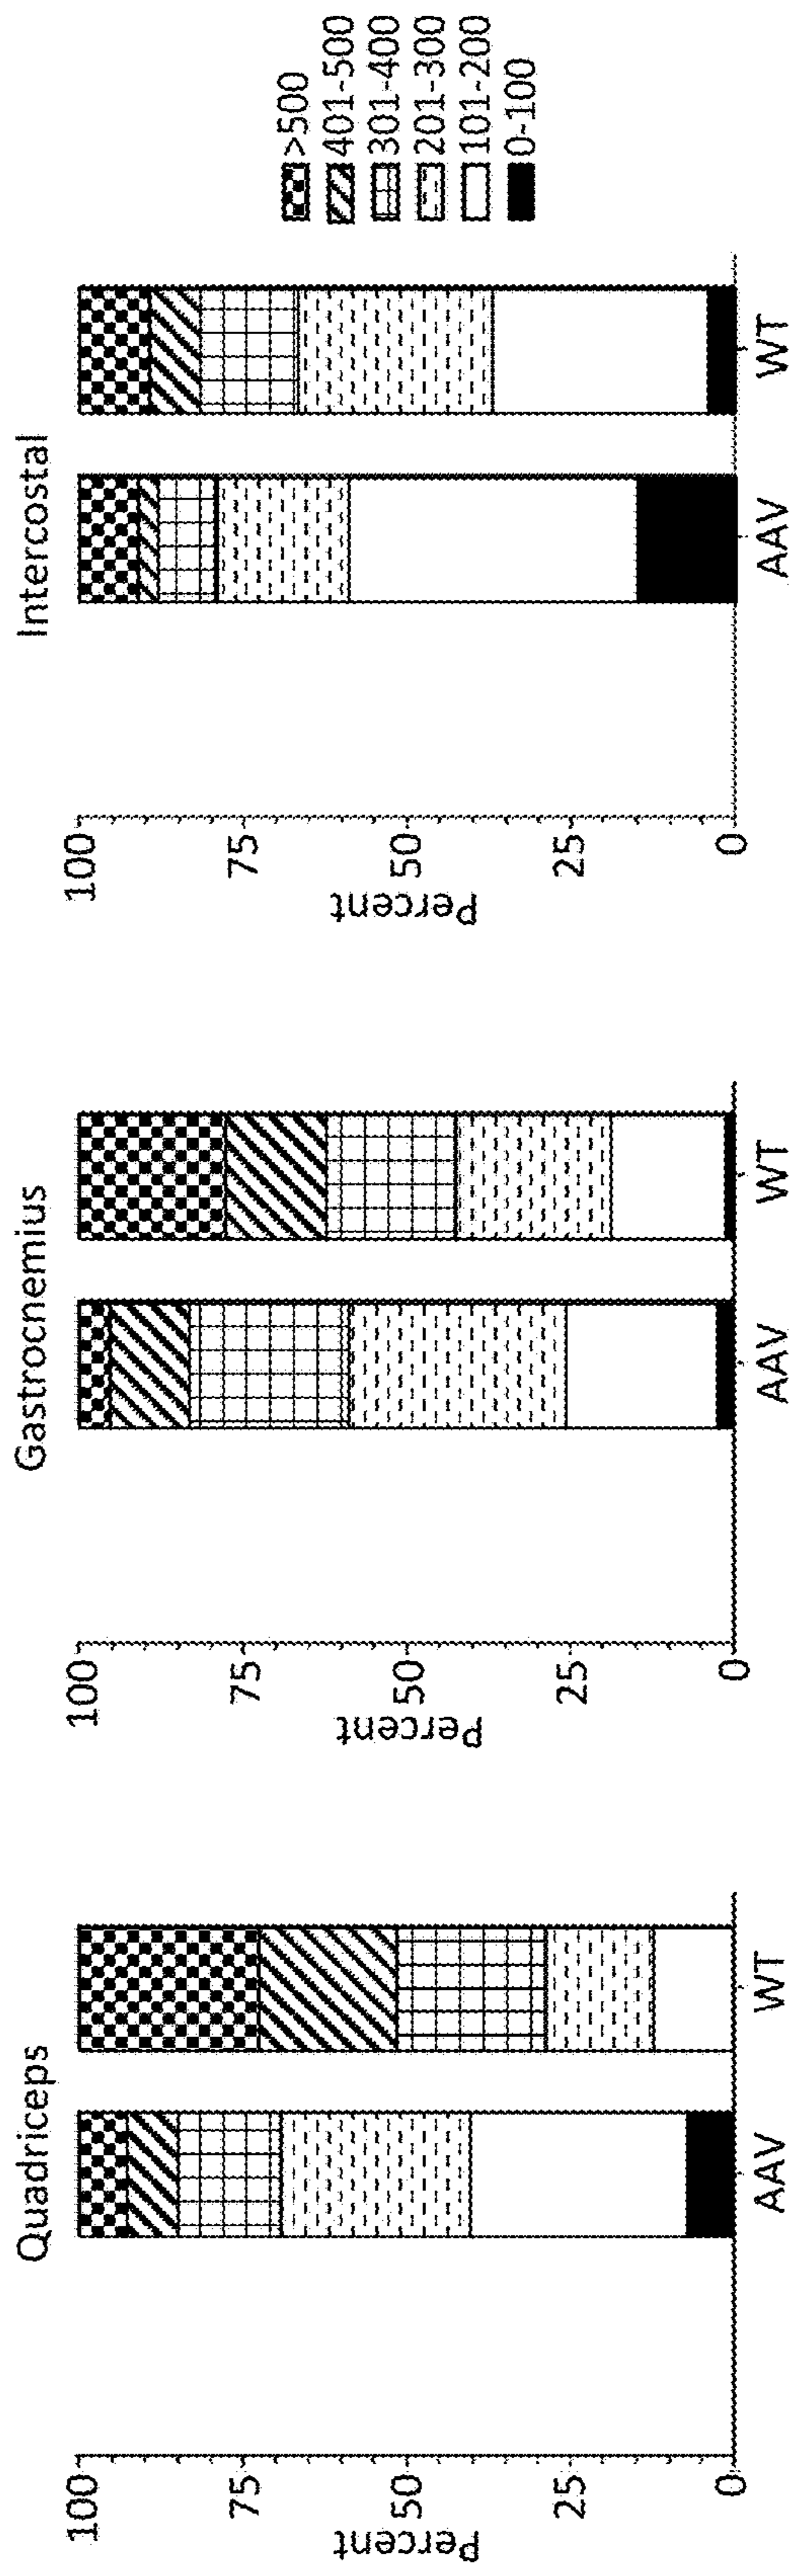 Quadriceps
Percent
100
75
50
25
0
AAV
WT
Gastrocnemius
Percent
100
75
50
25
0
AAV
WT
Intercostal
Percent
100
75
50
25
0
AAV
WT
>500
401-500
301-400
201-300
101-200
0-100